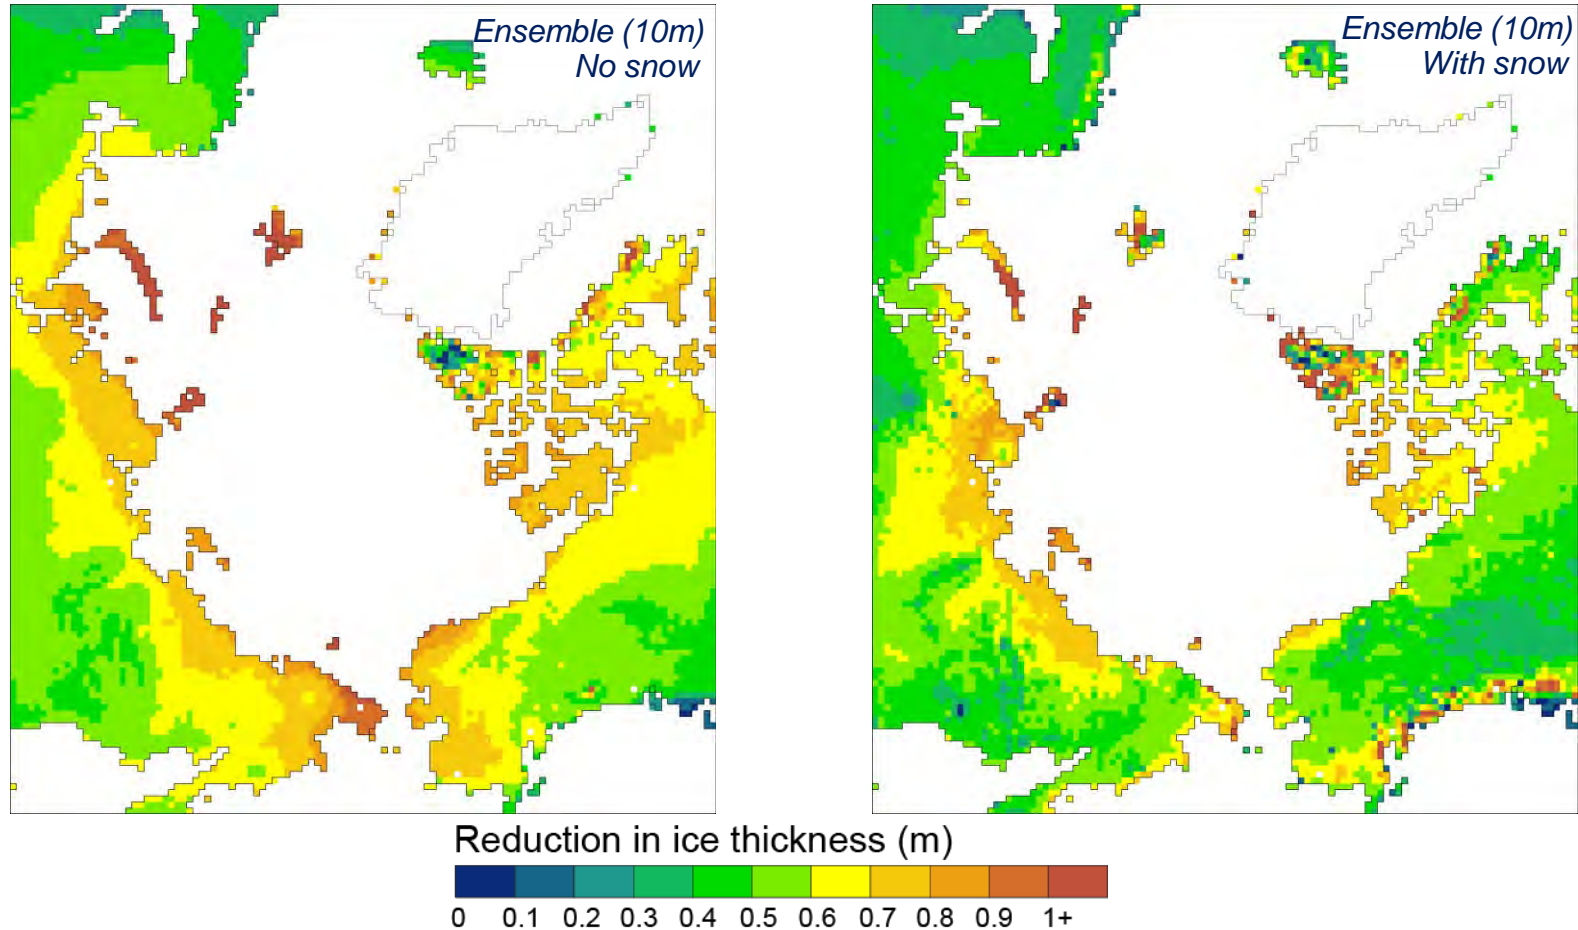 Ensemble (10m)
No snow
Ensemble (10m)
With snow
Reduction in ice thickness (m)
0 0.1 0.2 0.3 0.4 0.5 0.6 0.7 0.8 0.9 1+